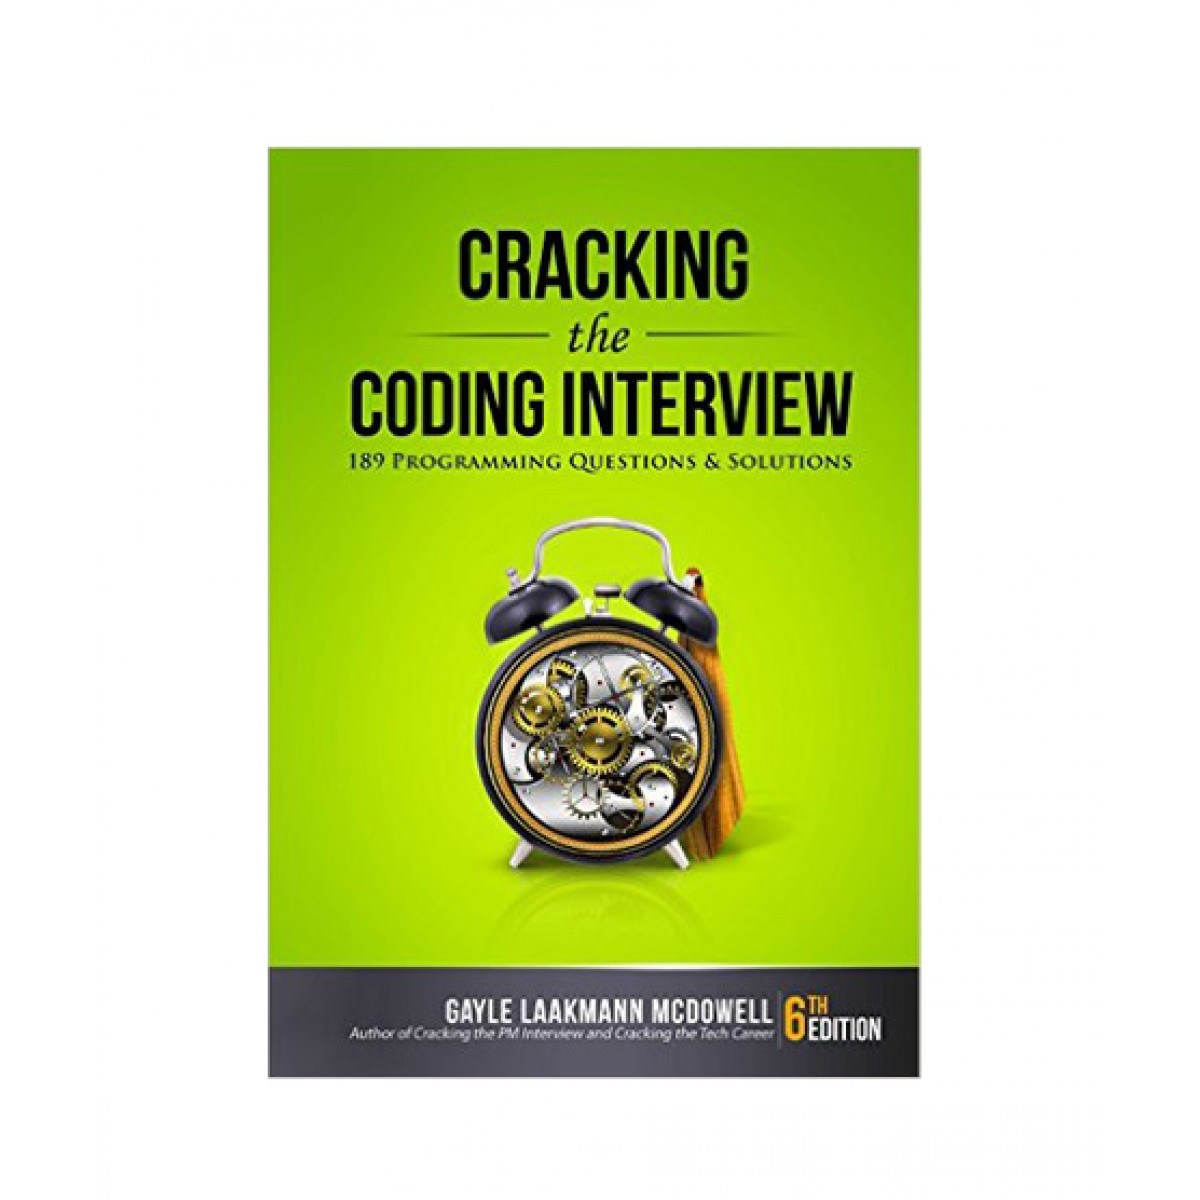 CRACKING
the
CODING INTERVIEW
189 PROGRAMMING QUESTIONS & SOLUTIONS
GAYLE LAAKMANN MCDOWELL
Author of Cracking the PM Interview and Cracking the Tech Career
6TH EDITION